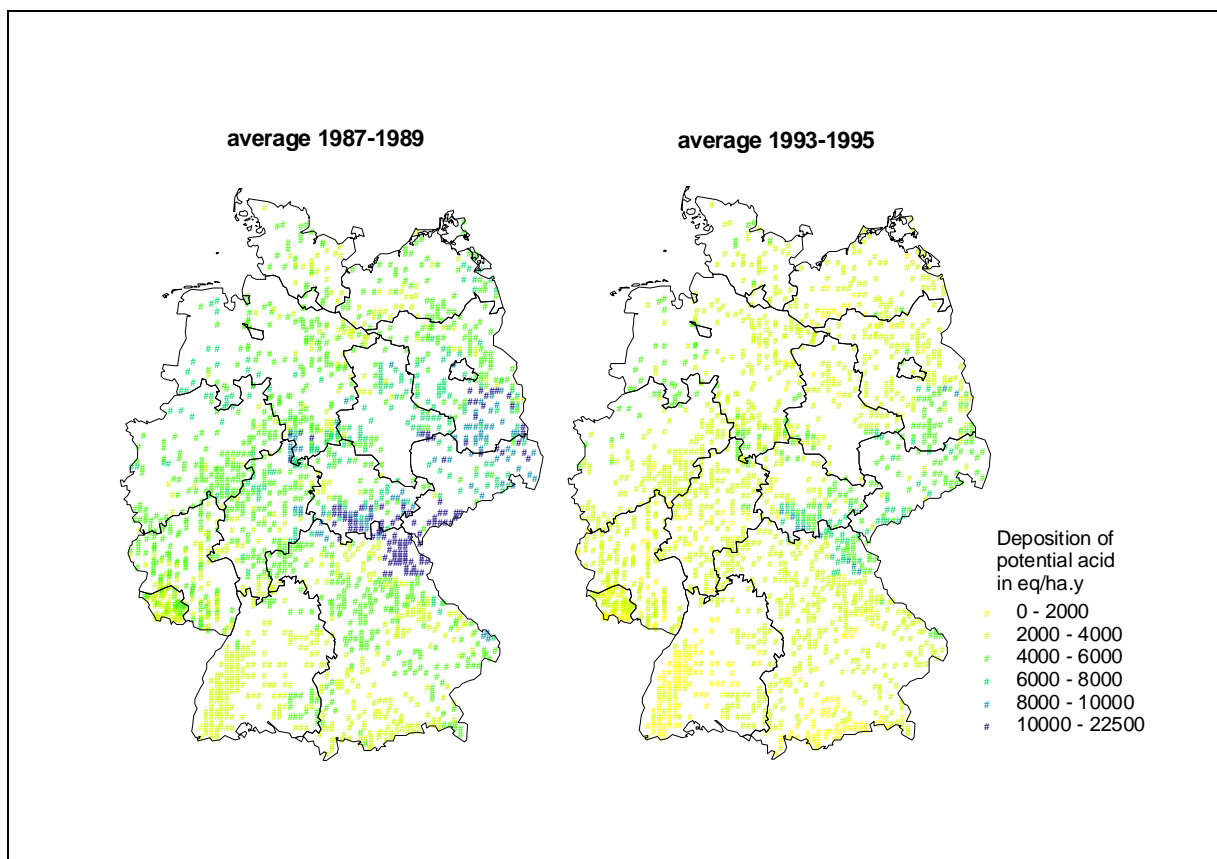 average 1987-1989
average 1993-1995
Deposition of
potential acid
in eq/ha.y
0 - 2000
2000 - 4000
4000 - 6000
6000 - 8000
8000 - 10000
10000 - 22500